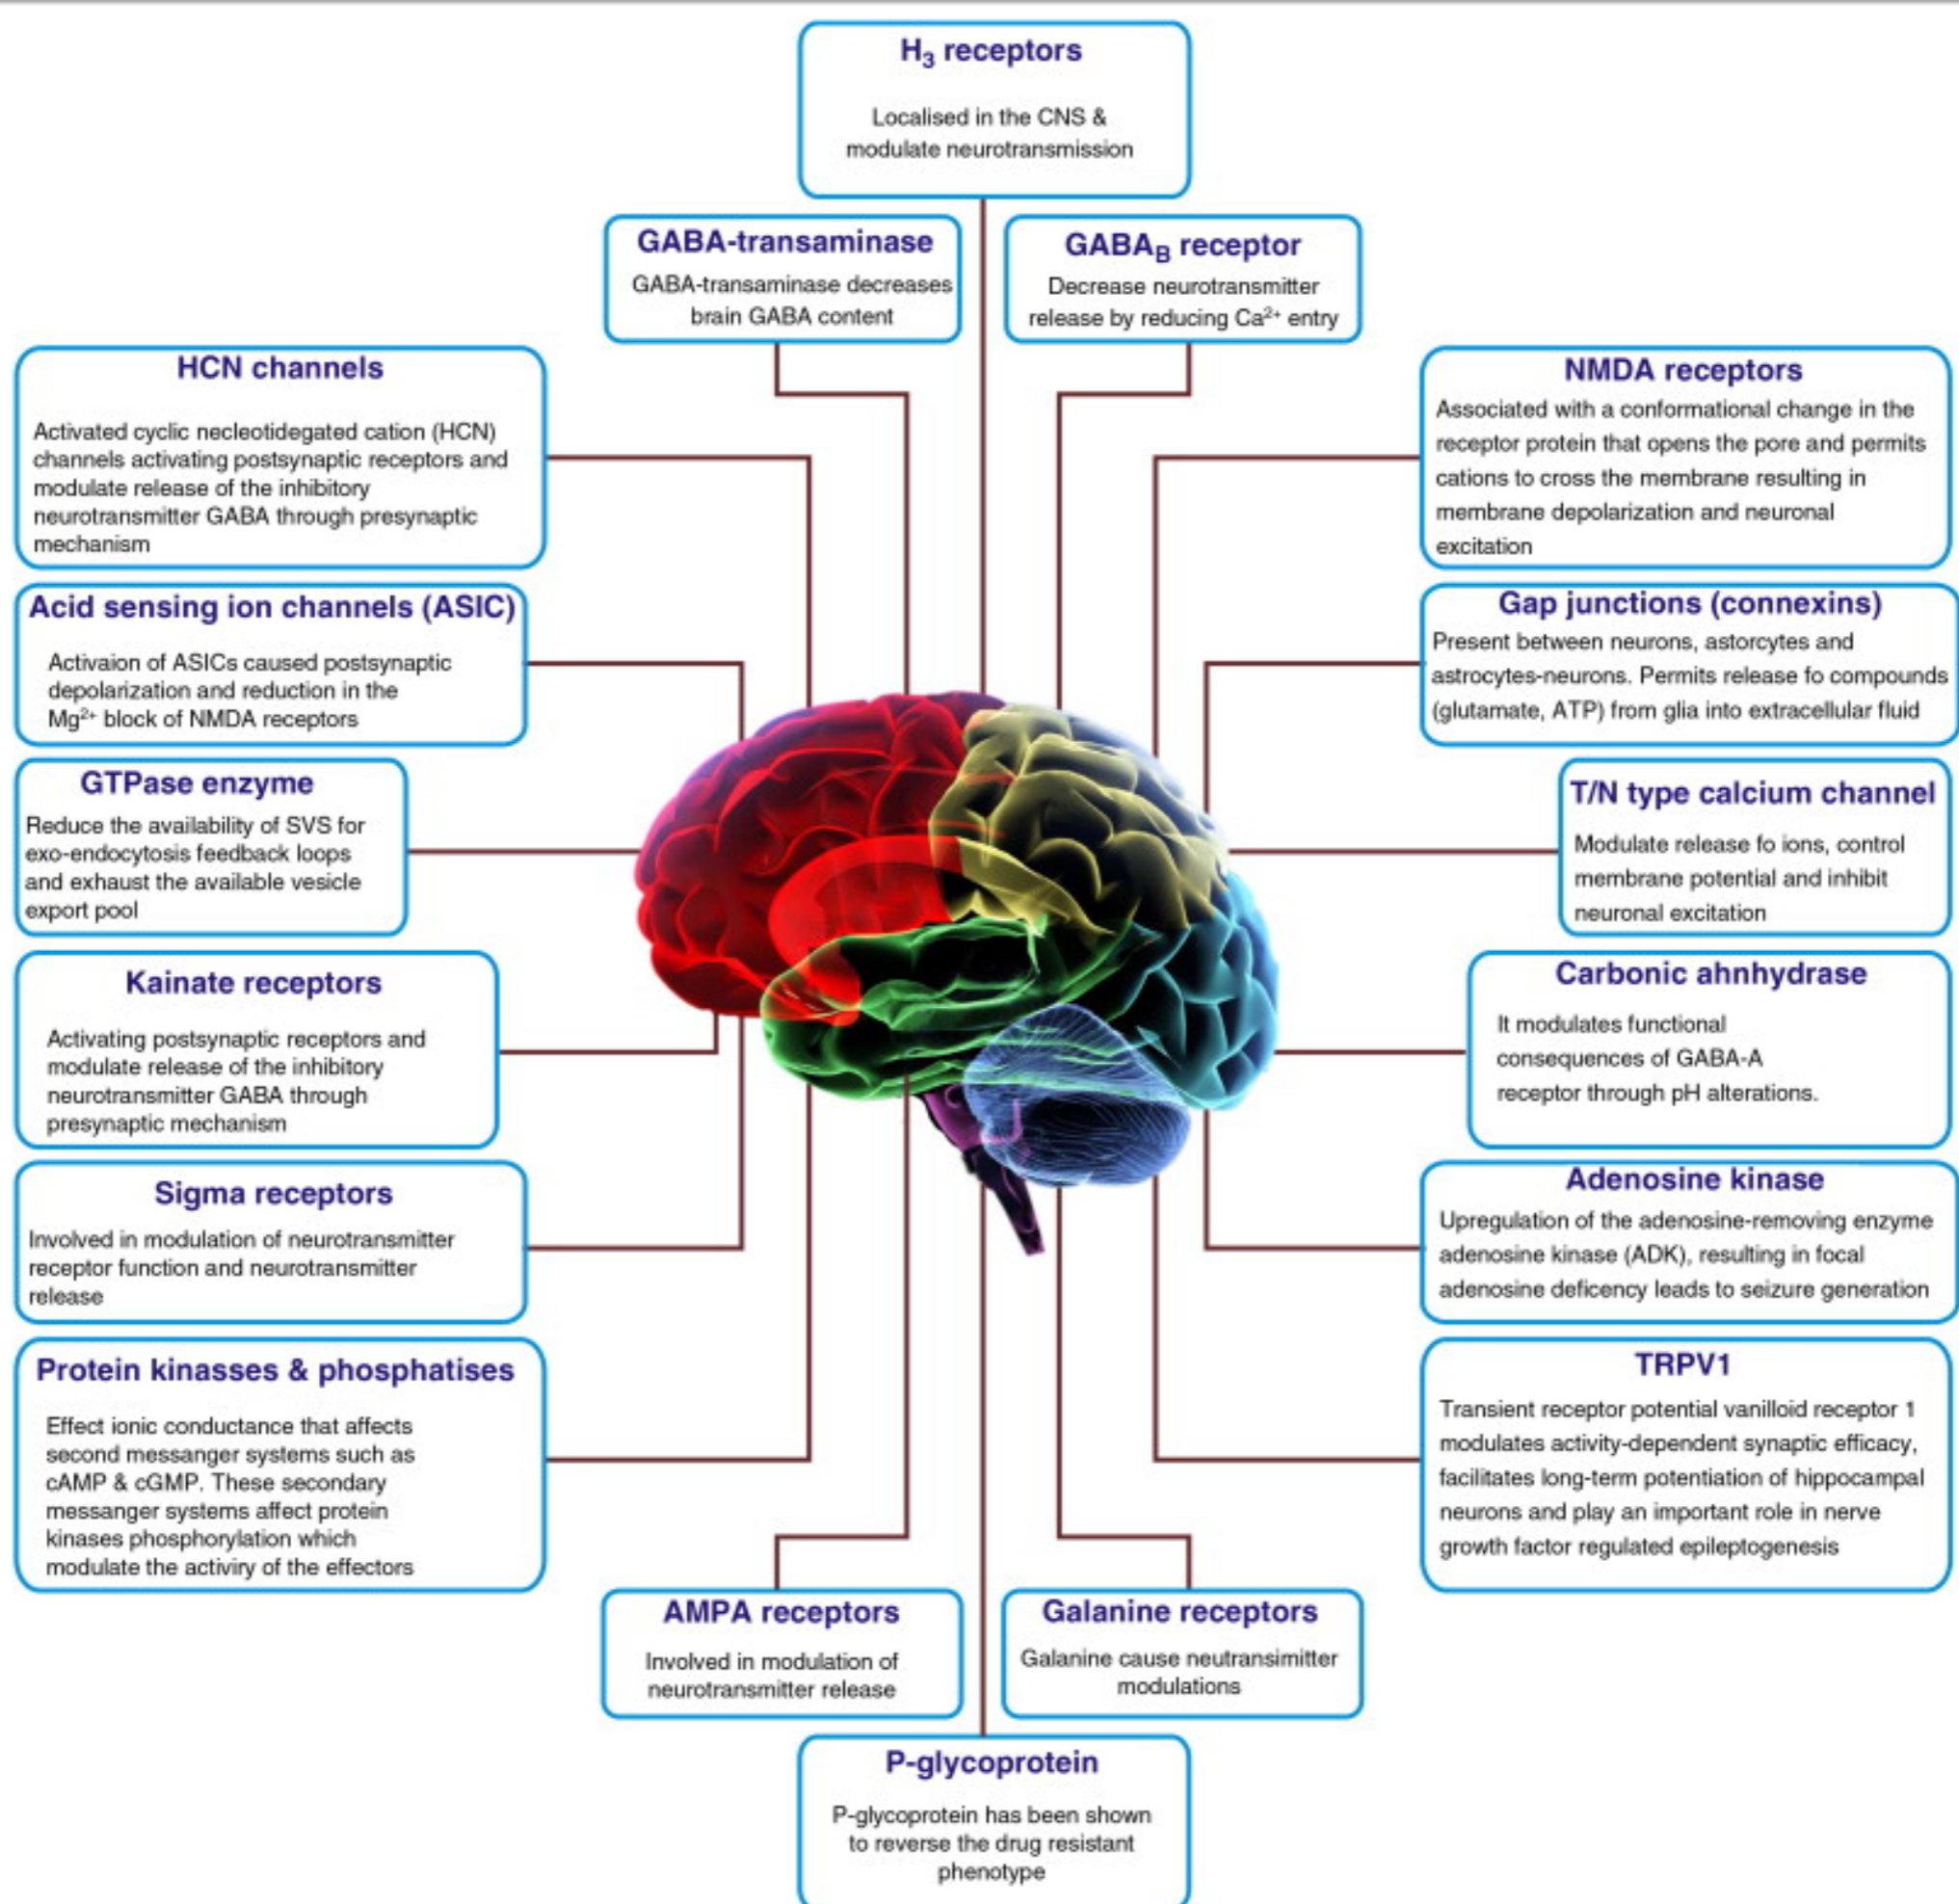 H₃ receptors
Localised in the CNS &
modulate neurotransmission
GABA-transaminase
GABA-transaminase decreases
brain GABA content
GABA_B receptor
Decrease neurotransmitter
release by reducing Ca²⁺ entry
HCN channels
Activated cyclic necleotidegated cation (HCN)
channels activating postsynaptic receptors and
modulate release of the inhibitory
neurotransmitter GABA through presynaptic
mechanism
NMDA receptors
Associated with a conformational change in the
receptor protein that opens the pore and permits
cations to cross the membrane resulting in
membrane depolarization and neuronal
excitation
Acid sensing ion channels (ASIC)
Activaion of ASICs caused postsynaptic
depolarization and reduction in the
Mg²⁺ block of NMDA receptors
Gap junctions (connexins)
Present between neurons, astorcytes and
astrocytes-neurons. Permits release fo compounds
(glutamate, ATP) from glia into extracellular fluid
GTPase enzyme
Reduce the availability of SVS for
exo-endocytosis feedback loops
and exhaust the available vesicle
export pool
T/N type calcium channel
Modulate release fo ions, control
membrane potential and inhibit
neuronal excitation
Kainate receptors
Activating postsynaptic receptors and
modulate release of the inhibitory
neurotransmitter GABA through
presynaptic mechanism
Carbonic ahnhydrase
It modulates functional
consequences of GABA-A
receptor through pH alterations.
Sigma receptors
Involved in modulation of neurotransmitter
receptor function and neurotransmitter
release
Adenosine kinase
Upregulation of the adenosine-removing enzyme
adenosine kinase (ADK), resulting in focal
adenosine deficency leads to seizure generation
Protein kinasses & phosphatises
Effect ionic conductance that affects
second messanger systems such as
cAMP & cGMP. These secondary
messanger systems affect protein
kinases phosphorylation which
modulate the activiry of the effectors
TRPV1
Transient receptor potential vanilloid receptor 1
modulates activity-dependent synaptic efficacy,
facilitates long-term potentiation of hippocampal
neurons and play an important role in nerve
growth factor regulated epileptogenesis
AMPA receptors
Involved in modulation of
neurotransmitter release
Galanine receptors
Galanine cause neutransimitter
modulations
P-glycoprotein
P-glycoprotein has been shown
to reverse the drug resistant
phenotype